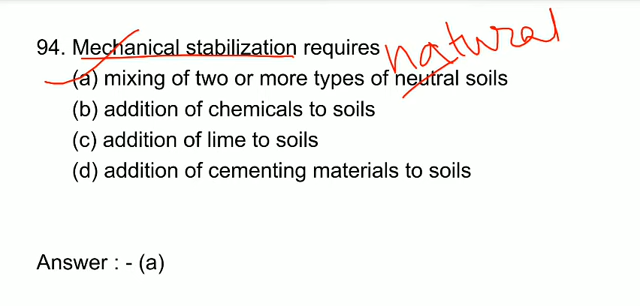 94. Mechanical stabilization requires natural
(a) mixing of two or more types of neutral soils
(b) addition of chemicals to soils
(c) addition of lime to soils
(d) addition of cementing materials to soils
Answer : - (a)